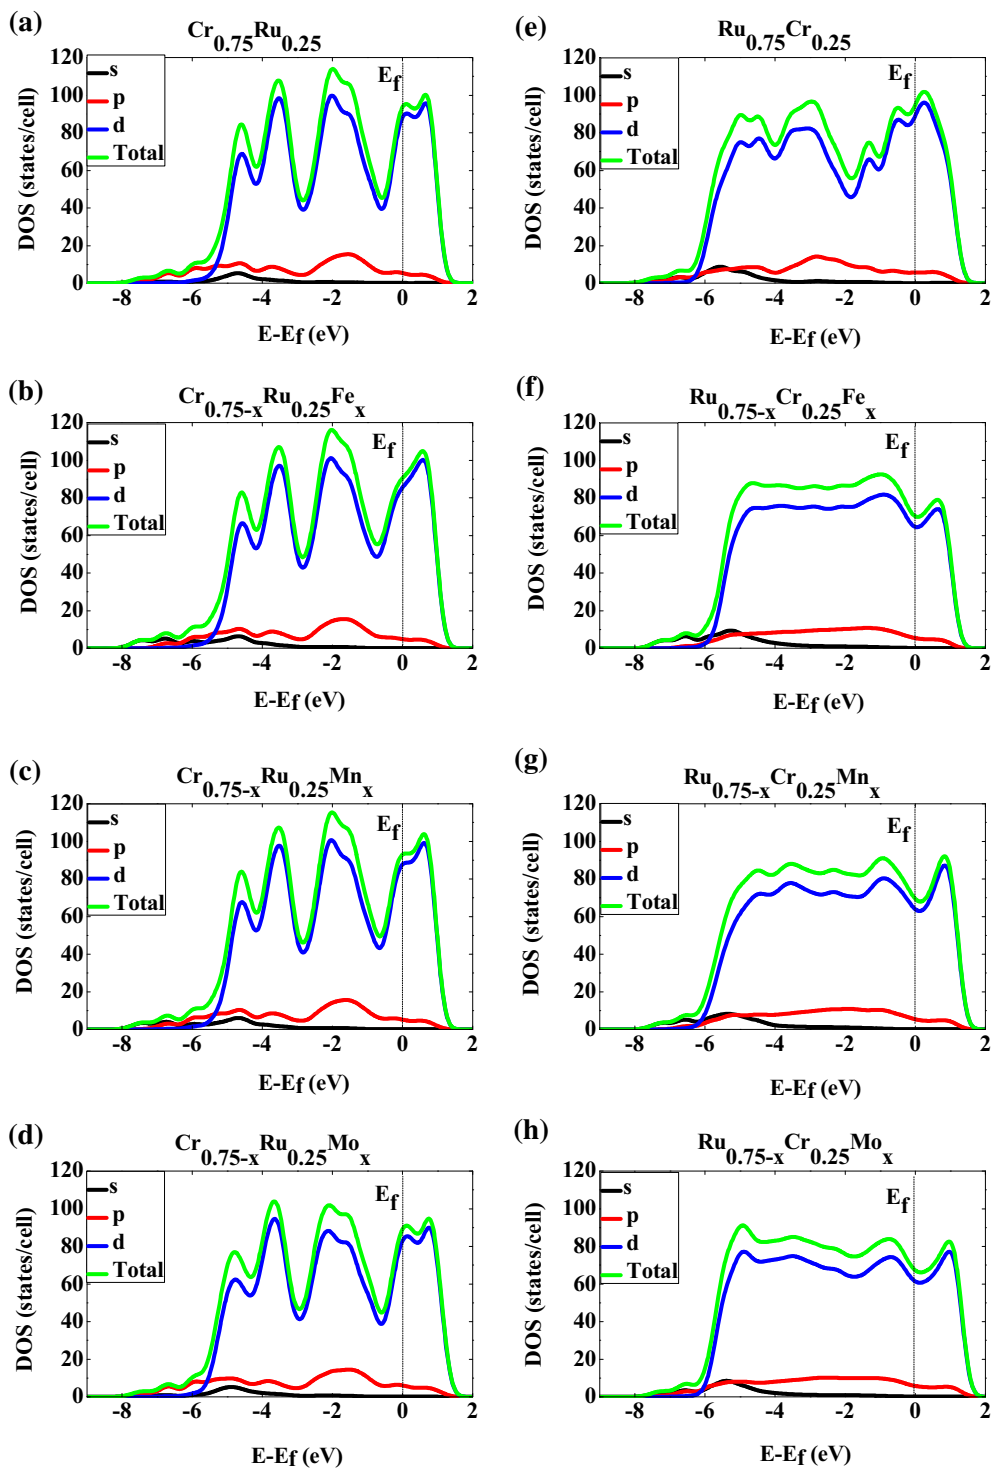 (a)
Cr0.75Ru0.25
DOS (states/cell)
120
100
80
60
40
20
0
s
p
d
Total
Ef
-8 -6 -4 -2 0 2
E-Ef (eV)
(e)
Ru0.75Cr0.25
DOS (states/cell)
120
100
80
60
40
20
0
s
p
d
Total
Ef
-8 -6 -4 -2 0 2
E-Ef (eV)
(b)
Cr0.75-xRu0.25Fex
DOS (states/cell)
120
100
80
60
40
20
0
s
p
d
Total
Ef
-8 -6 -4 -2 0 2
E-Ef (eV)
(f)
Ru0.75-xCr0.25Fex
DOS (states/cell)
120
100
80
60
40
20
0
s
p
d
Total
Ef
-8 -6 -4 -2 0 2
E-Ef (eV)
(c)
Cr0.75-xRu0.25Mnx
DOS (states/cell)
120
100
80
60
40
20
0
s
p
d
Total
Ef
-8 -6 -4 -2 0 2
E-Ef (eV)
(g)
Ru0.75-xCr0.25Mnx
DOS (states/cell)
120
100
80
60
40
20
0
s
p
d
Total
Ef
-8 -6 -4 -2 0 2
E-Ef (eV)
(d)
Cr0.75-xRu0.25Mox
DOS (states/cell)
120
100
80
60
40
20
0
s
p
d
Total
Ef
-8 -6 -4 -2 0 2
E-Ef (eV)
(h)
Ru0.75-xCr0.25Mox
DOS (states/cell)
120
100
80
60
40
20
0
s
p
d
Total
Ef
-8 -6 -4 -2 0 2
E-Ef (eV)